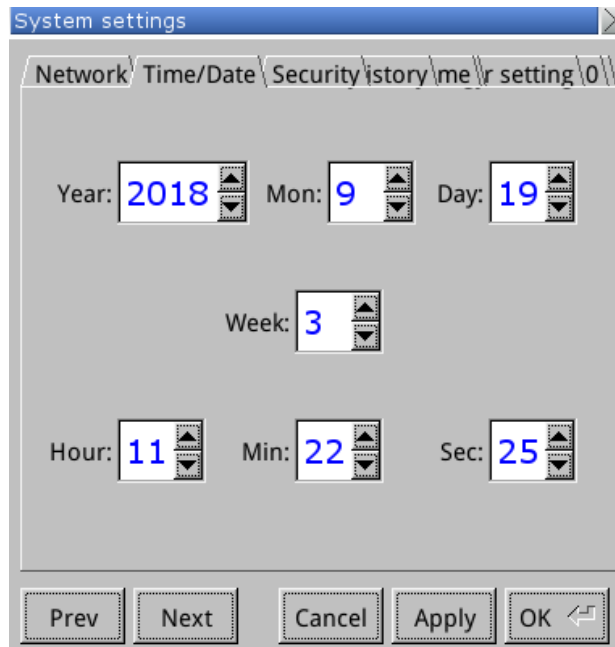 System settings
Network Time/Date Security istory me r setting 0
Year: 2018 Mon: 9 Day: 19
Week: 3
Hour: 11 Min: 22 Sec: 25
Prev Next Cancel Apply OK